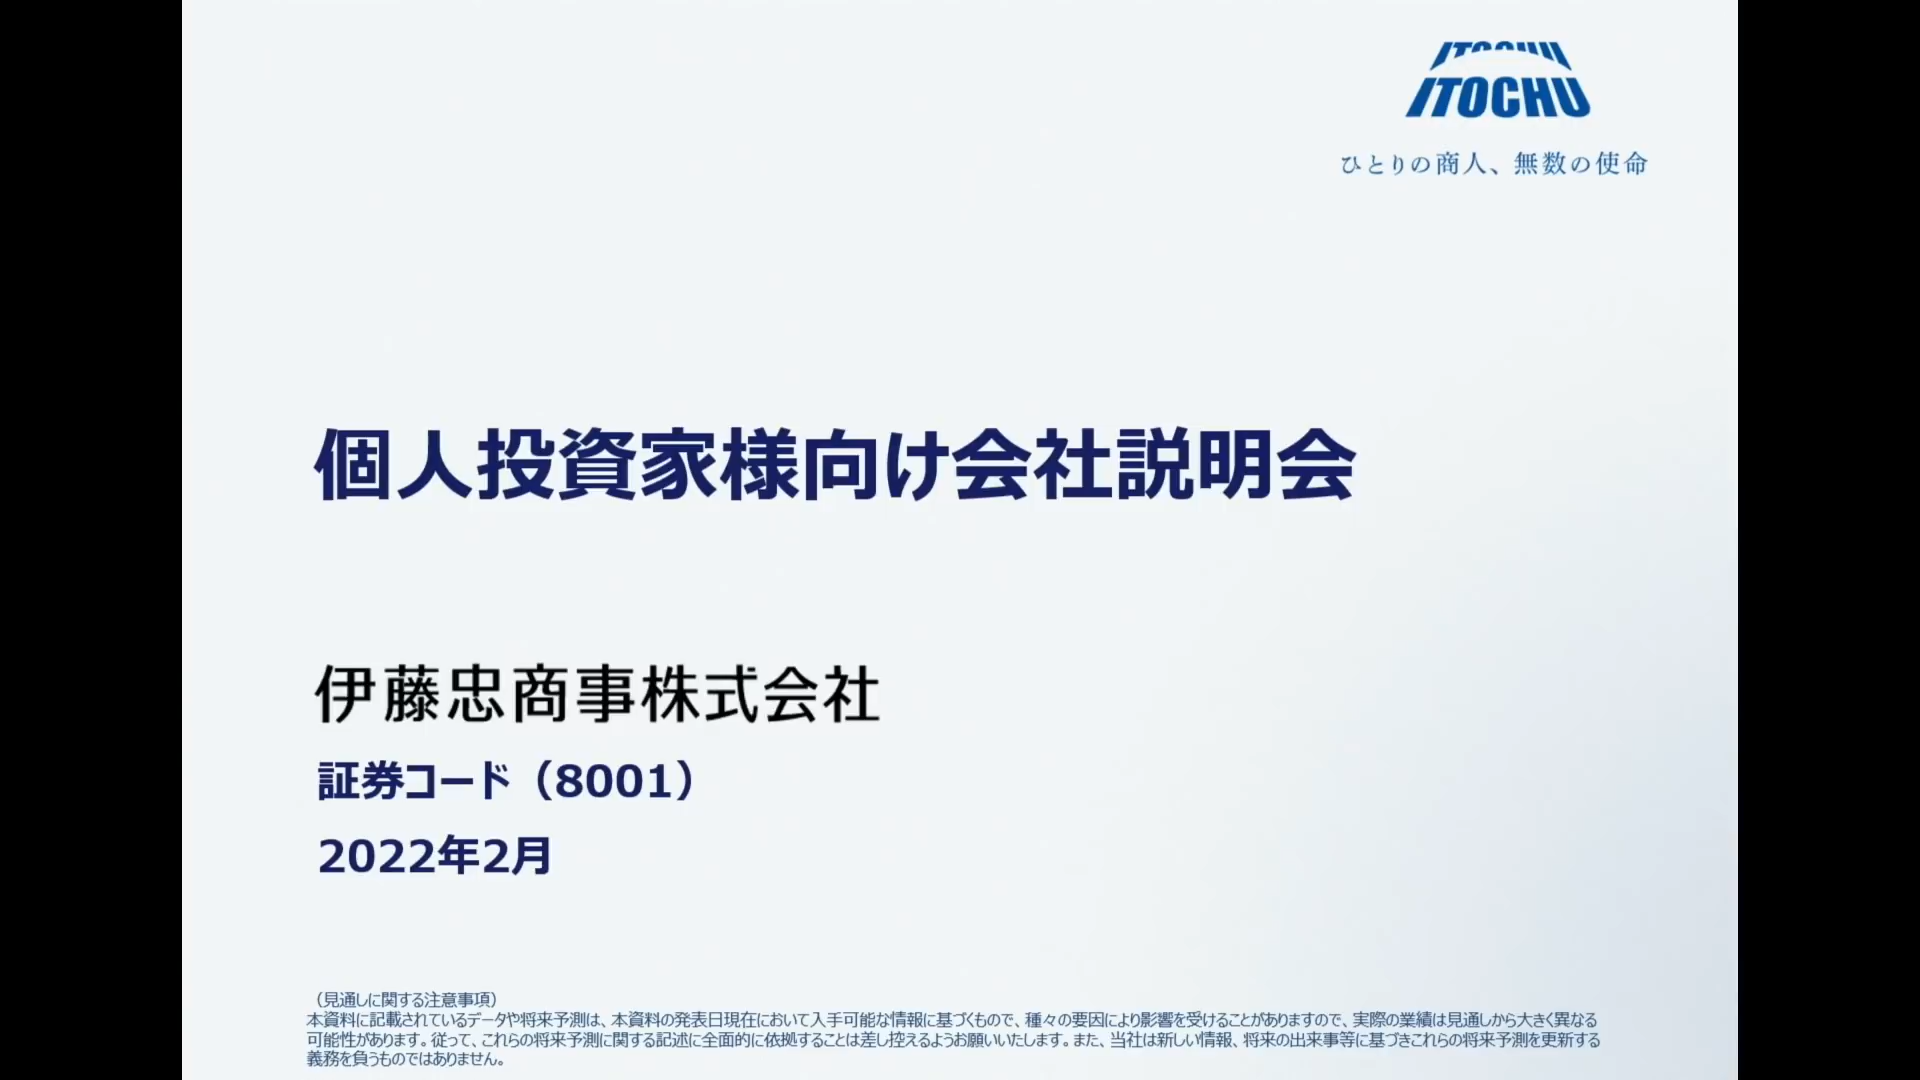 ITOCHU
ひとりの商人、無数の使命
個人投資家様向け会社説明会
伊藤忠商事株式会社
証券コード（8001）
2022年2月
（見通しに関する注意事項）
本資料に記載されているデータや将来予測は、本資料の発表日現在において入手可能な情報に基づくもので、種々の要因により影響を受けることがありますので、実際の業績は見通しから大きく異なる
可能性があります。従って、これらの将来予測に関する記述に全面的に依拠することは差し控えるようお願いいたします。また、当社は新しい情報、将来の出来事等に基づきこれらの将来予測を更新する
義務を負うものではありません。